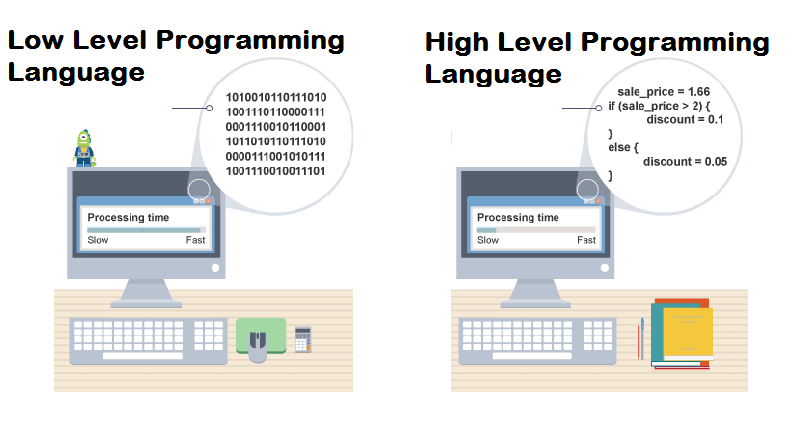 Low Level Programming
Language
1010010110111010
1001110110000111
0001110010110001
1011010110111010
0000111001010111
1001110010011101
Processing time
Slow Fast
High Level Programming
Language
sale_price = 1.66
if (sale_price > 2) {
discount = 0.1
}
else {
discount = 0.05
}
Processing time
Slow Fast